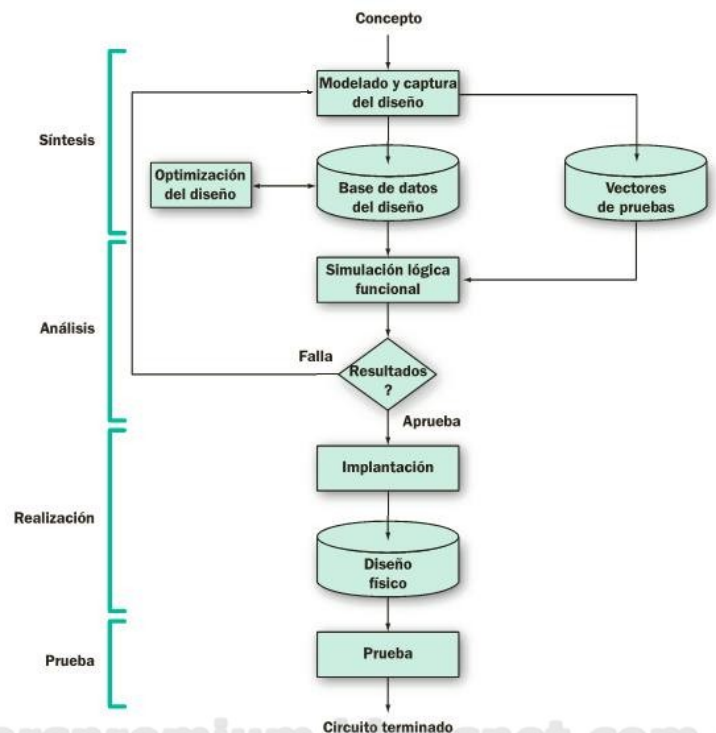 Concepto
Modelado y captura
del diseño
Síntesis
Optimización
del diseño
Base de datos
del diseño
Vectores
de pruebas
Simulación lógica
funcional
Análisis
Falla
Resultados
?
Aprueba
Implantación
Realización
Diseño
físico
Prueba
Prueba
Circuito terminado